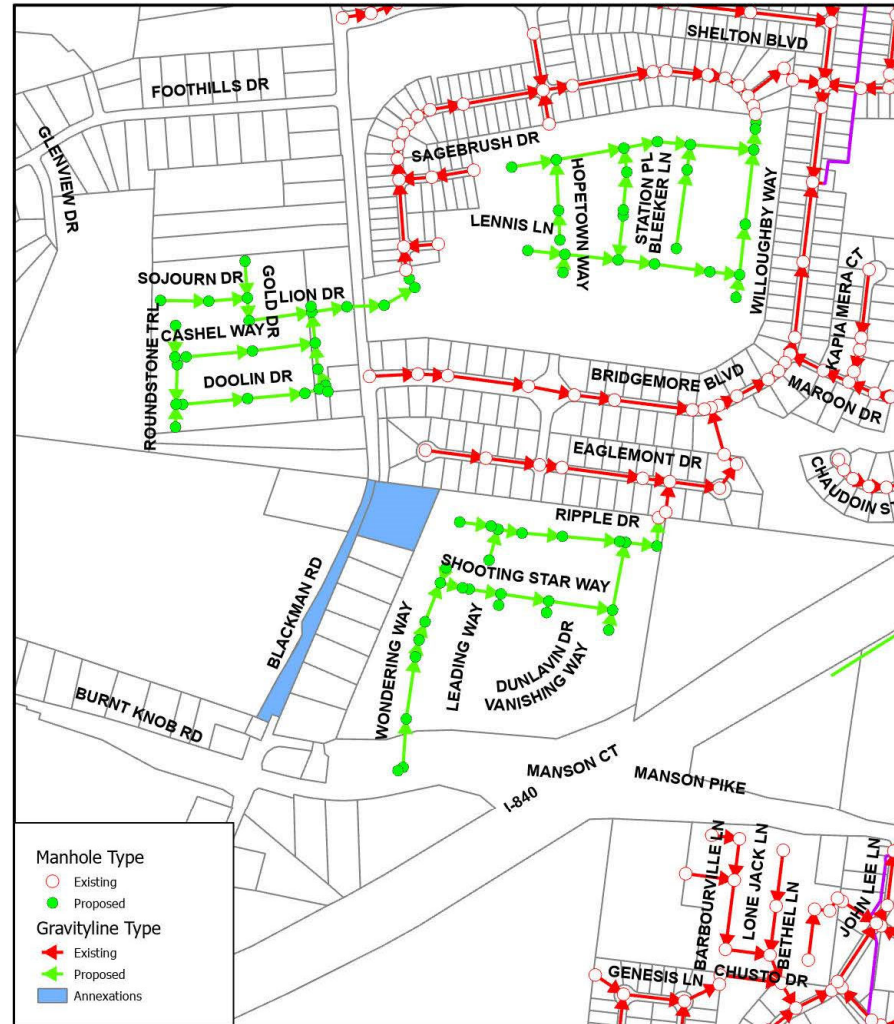 SHELTON BLVD
FOOTHILLS DR
GLENVIEW DR
SAGEBRUSH DR
HOPETOWN WAY
STATION PL
BLEEKER LN
WILLOUGHBY WAY
LENNIS LN
KAPIA MERA CT
SOJOURN DR
GOLD DR
LION DR
ROUNDSTONE TRL
CASHEL WAY
DOOLIN DR
BRIDGEMORE BLVD
MAROON DR
EAGLEMONT DR
CHAUDOIN ST
RIPPLE DR
SHOOTING STAR WAY
BLACKMAN RD
WONDERING WAY
LEADING WAY
DUNLAVIN DR
VANISHING WAY
BURNT KNOB RD
MANSON CT
MANSON PIKE
I-840
BARBOURVILLE LN
LONE JACK LN
BETHEL LN
JOHN LEE LN
GENESIS LN
CHUSTO DR
Manhole Type
Existing
Proposed
Gravityline Type
Existing
Proposed
Annexations